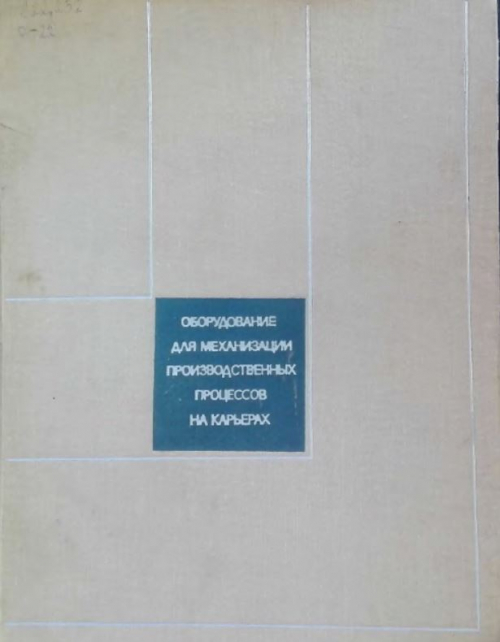 ОБОРУДОВАНИЕ
ДЛЯ МЕХАНИЗАЦИИ
ПРОИЗВОДСТВЕННЫХ
ПРОЦЕССОВ
НА КАРЬЕРАХ